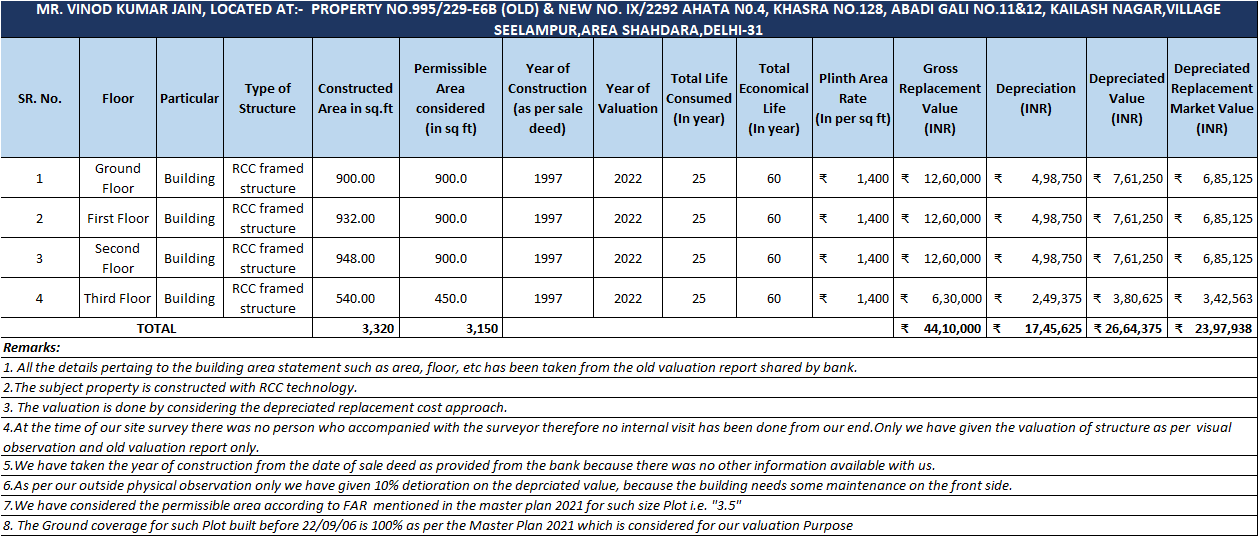 MR. VINOD KUMAR JAIN, LOCATED AT:-  PROPERTY NO.995/229-E6B (OLD) & NEW NO. IX/2292 AHATA N0.4, KHASRA NO.128, ABADI GALI NO.11&12, KAILASH NAGAR,VILLAGE
SEELAMPUR,AREA SHAHDARA,DELHI-31
SR. No. Floor Particular Type of Structure Constructed Area in sq.ft Permissible Area considered (in sq ft) Year of Construction (as per sale deed) Year of Valuation Total Life Consumed (In year) Total Economical Life (In year) Plinth Area Rate (In per sq ft) Gross Replacement Value (INR) Depreciation (INR) Depreciated Value (INR) Depreciated Replacement Market Value (INR)
1 Ground Floor Building RCC framed structure 900.00 900.0 1997 2022 25 60 ₹ 1,400 ₹ 12,60,000 ₹ 4,98,750 ₹ 7,61,250 ₹ 6,85,125
2 First Floor Building RCC framed structure 932.00 900.0 1997 2022 25 60 ₹ 1,400 ₹ 12,60,000 ₹ 4,98,750 ₹ 7,61,250 ₹ 6,85,125
3 Second Floor Building RCC framed structure 948.00 900.0 1997 2022 25 60 ₹ 1,400 ₹ 12,60,000 ₹ 4,98,750 ₹ 7,61,250 ₹ 6,85,125
4 Third Floor Building RCC framed structure 540.00 450.0 1997 2022 25 60 ₹ 1,400 ₹ 6,30,000 ₹ 2,49,375 ₹ 3,80,625 ₹ 3,42,563
TOTAL 3,320 3,150 ₹ 44,10,000 ₹ 17,45,625 ₹ 26,64,375 ₹ 23,97,938
Remarks:
1. All the details pertaing to the building area statement such as area, floor, etc has been taken from the old valuation report shared by bank.
2.The subject property is constructed with RCC technology.
3. The valuation is done by considering the depreciated replacement cost approach.
4.At the time of our site survey there was no person who accompanied with the surveyor therefore no internal visit has been done from our end.Only we have given the valuation of structure as per  visual
observation and old valuation report only.
5.We have taken the year of construction from the date of sale deed as provided from the bank because there was no other information available with us.
6.As per our outside physical observation only we have given 10% detioration on the deprciated value, because the building needs some maintenance on the front side.
7.We have considered the permissible area according to FAR  mentioned in the master plan 2021 for such size Plot i.e. "3.5"
8. The Ground coverage for such Plot built before 22/09/06 is 100% as per the Master Plan 2021 which is considered for our valuation Purpose